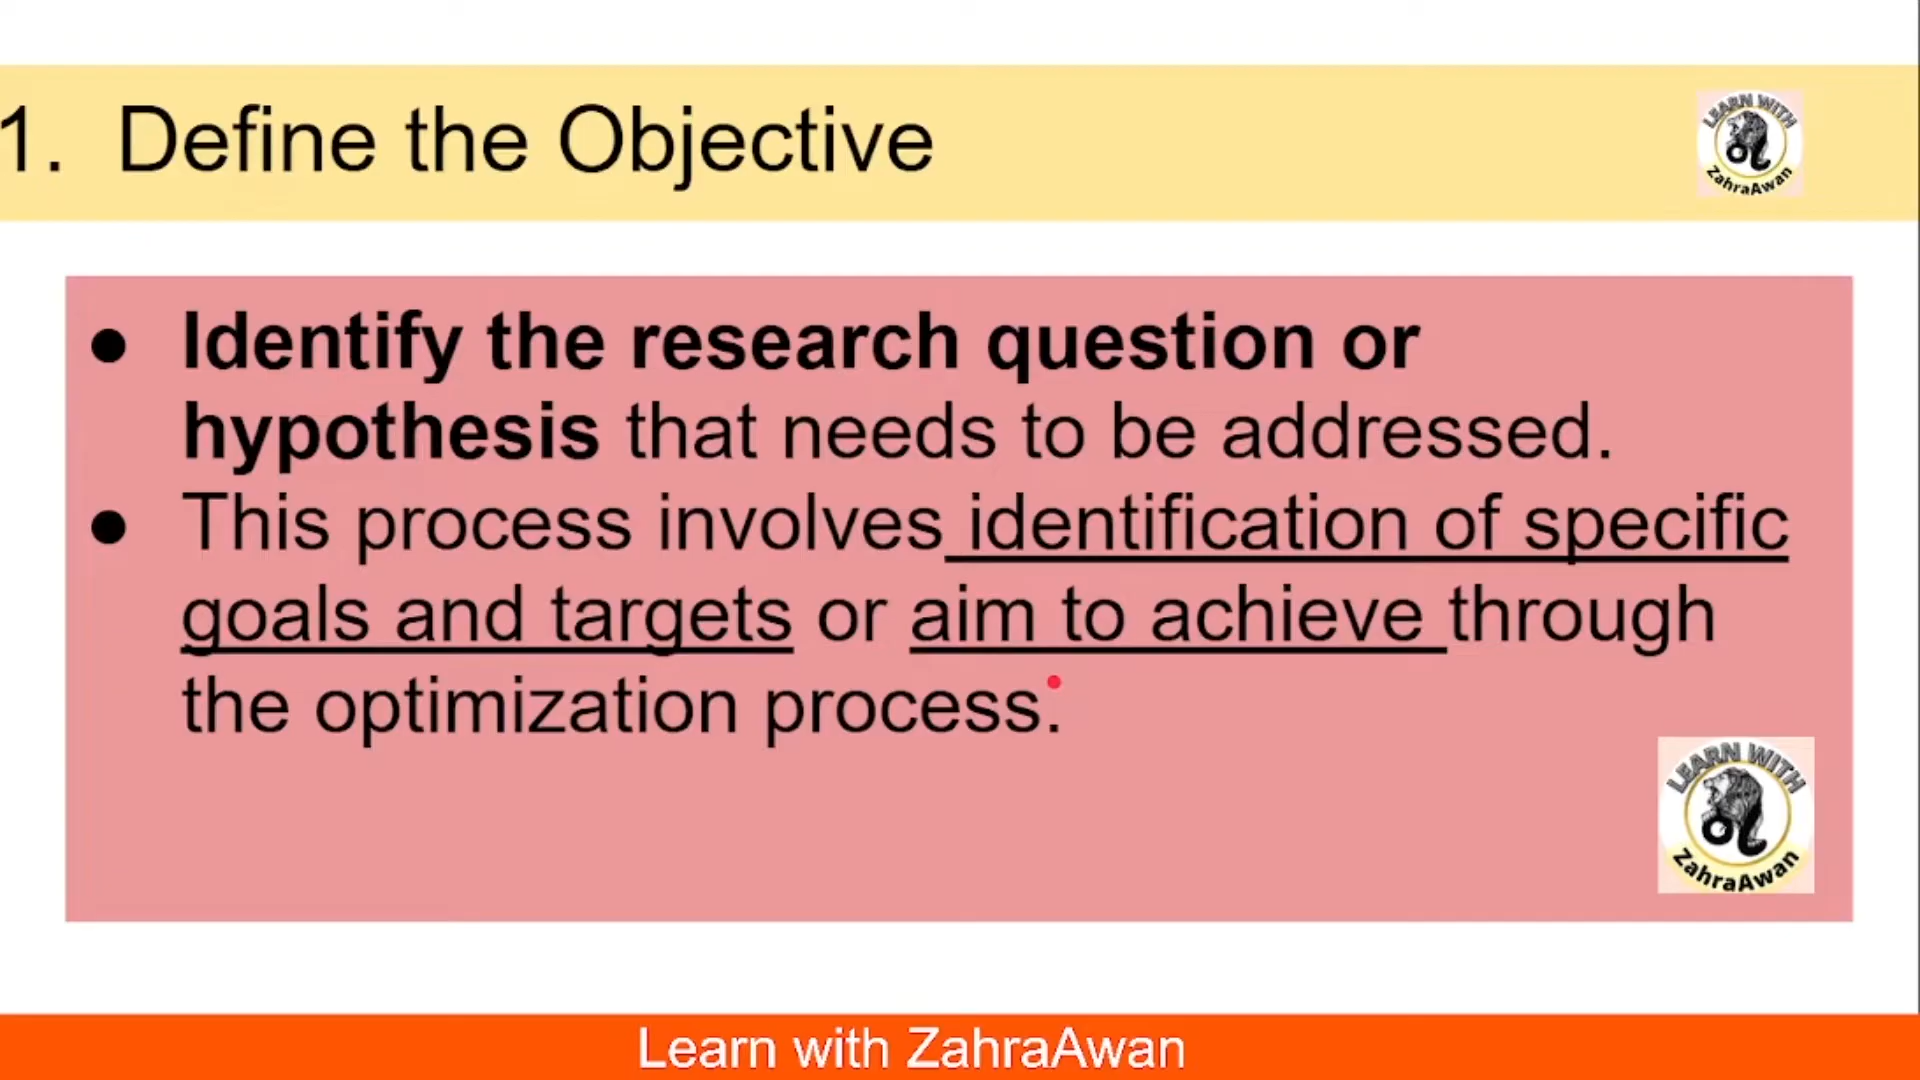 1. Define the Objective
LEARN WITH
ZahraAwan
● Identify the research question or
hypothesis that needs to be addressed.
● This process involves identification of specific
goals and targets or aim to achieve through
the optimization process.
LEARN WITH
ZahraAwan
Learn with ZahraAwan